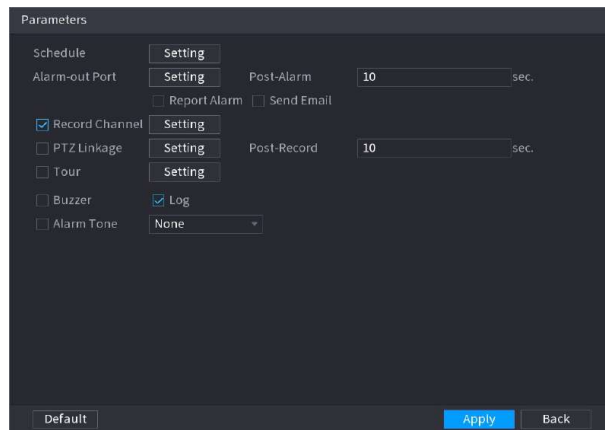 Parameters
Schedule Setting
Alarm-out Port Setting Post-Alarm 10 sec.
Report Alarm Send Email
Record Channel Setting
PTZ Linkage Setting Post-Record 10 sec.
Tour Setting
Buzzer Log
Alarm Tone None
Default Apply Back